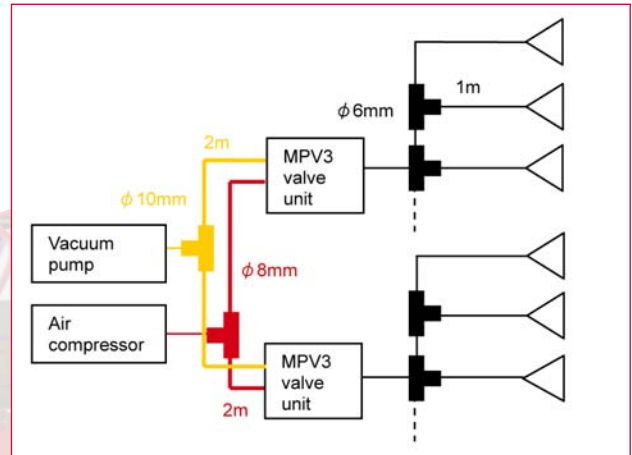 1m
φ6mm
2m
MPV3
valve
unit
φ10mm
Vacuum
pump
φ8mm
Air
compressor
MPV3
valve
unit
2m